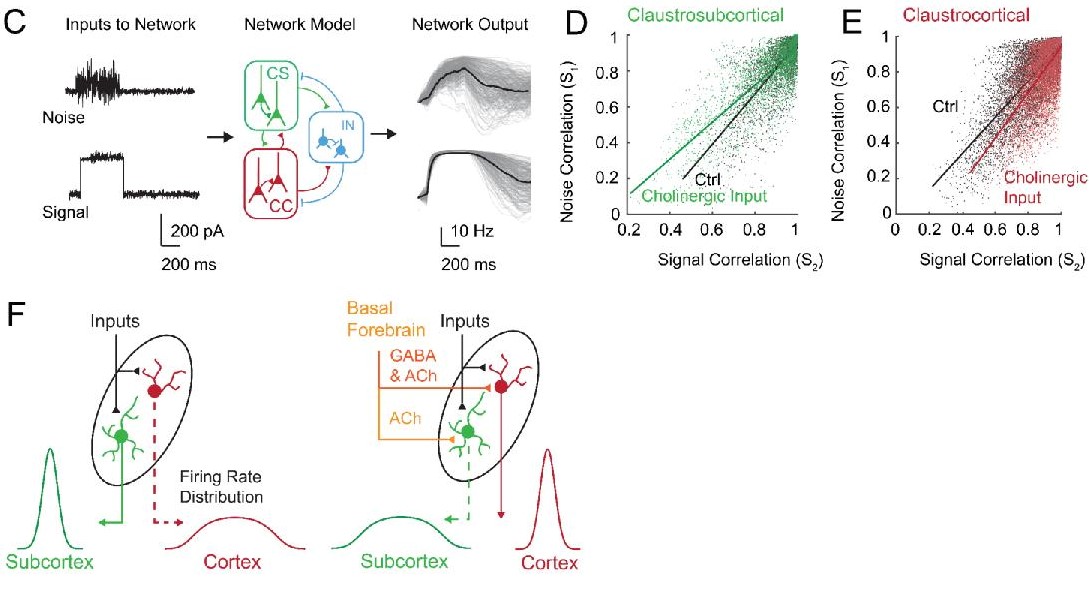 C
Inputs to Network
Network Model
Network Output
Noise
Signal
200 pA
200 ms
CS
IN
CC
10 Hz
200 ms
D
Claustrosubcortical
Noise Correlation (S1)
1
0.8
0.6
0.4
0.2
0
Ctrl
Cholinergic Input
0.2 0.4 0.6 0.8 1
Signal Correlation (S2)
E
Claustrocortical
Noise Correlation (S1)
1
0.8
0.6
0.4
0.2
0
Ctrl
Cholinergic
Input
0 0.2 0.4 0.6 0.8 1
Signal Correlation (S2)
F
Inputs
Firing Rate
Distribution
Subcortex
Cortex
Basal
Forebrain
Inputs
GABA
& ACh
ACh
Subcortex
Cortex